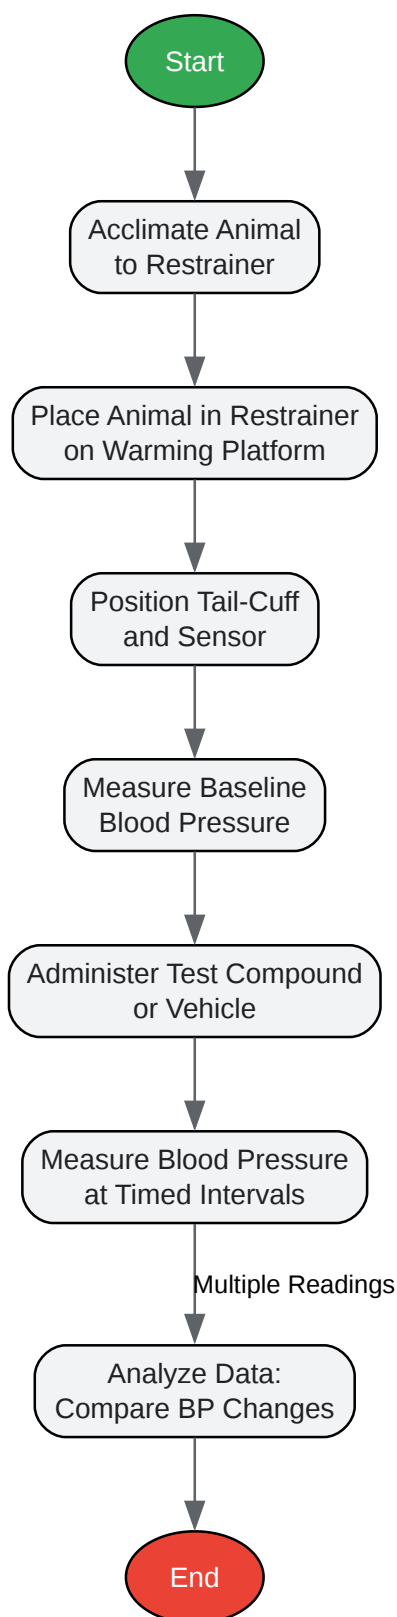 Start
Acclimate Animal
to Restrainer
Place Animal in Restrainer
on Warming Platform
Position Tail-Cuff
and Sensor
Measure Baseline
Blood Pressure
Administer Test Compound
or Vehicle
Measure Blood Pressure
at Timed Intervals
Multiple Readings
Analyze Data:
Compare BP Changes
End